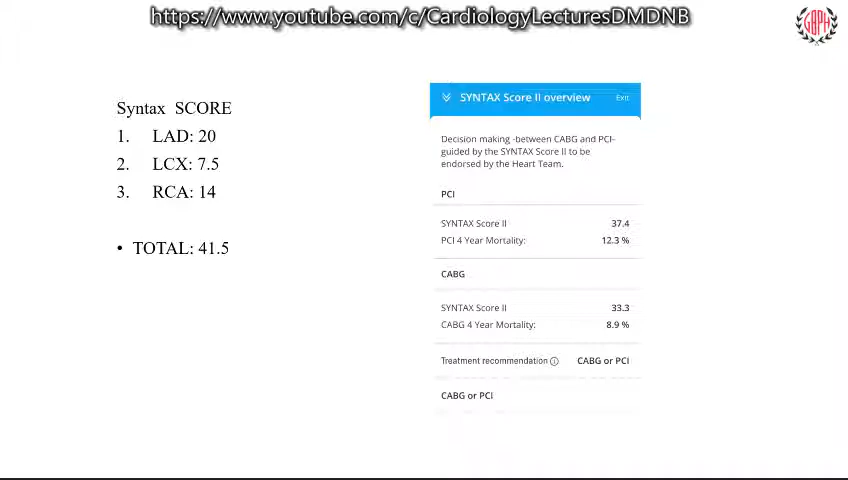 https://www.youtube.com/c/CardiologyLecturesDMDNB
GBPH
Syntax SCORE
1. LAD: 20
2. LCX: 7.5
3. RCA: 14
• TOTAL: 41.5
SYNTAX Score II overview Exit
Decision making -between CABG and PCI-
guided by the SYNTAX Score II to be
endorsed by the Heart Team.
PCI
SYNTAX Score II 37.4
PCI 4 Year Mortality: 12.3 %
CABG
SYNTAX Score II 33.3
CABG 4 Year Mortality: 8.9 %
Treatment recommendation CABG or PCI
CABG or PCI